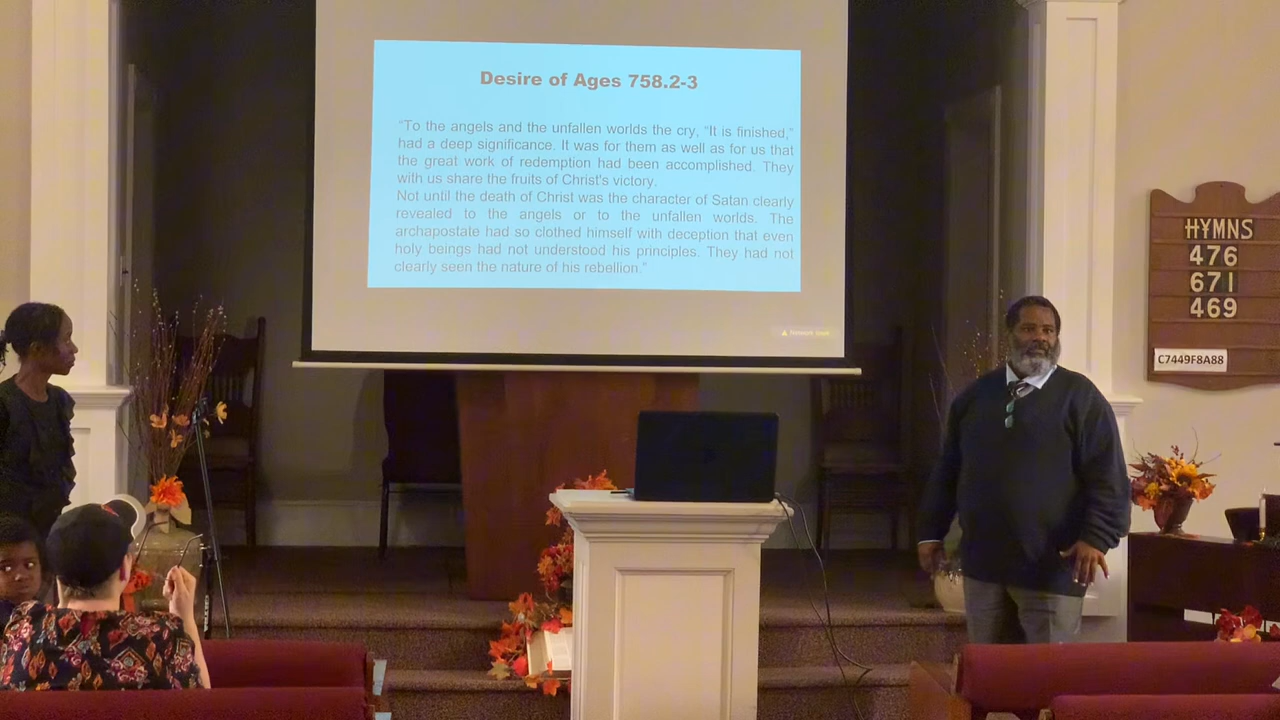 Desire of Ages 758.2-3
“To the angels and the unfallen worlds the cry, “It is finished,”
had a deep significance. It was for them as well as for us that
the great work of redemption had been accomplished. They
with us share the fruits of Christ's victory.
Not until the death of Christ was the character of Satan clearly
revealed to the angels or to the unfallen worlds. The
archapostate had so clothed himself with deception that even
holy beings had not understood his principles. They had not
clearly seen the nature of his rebellion.”
HYMNS
476
671
469
C7449F8A88